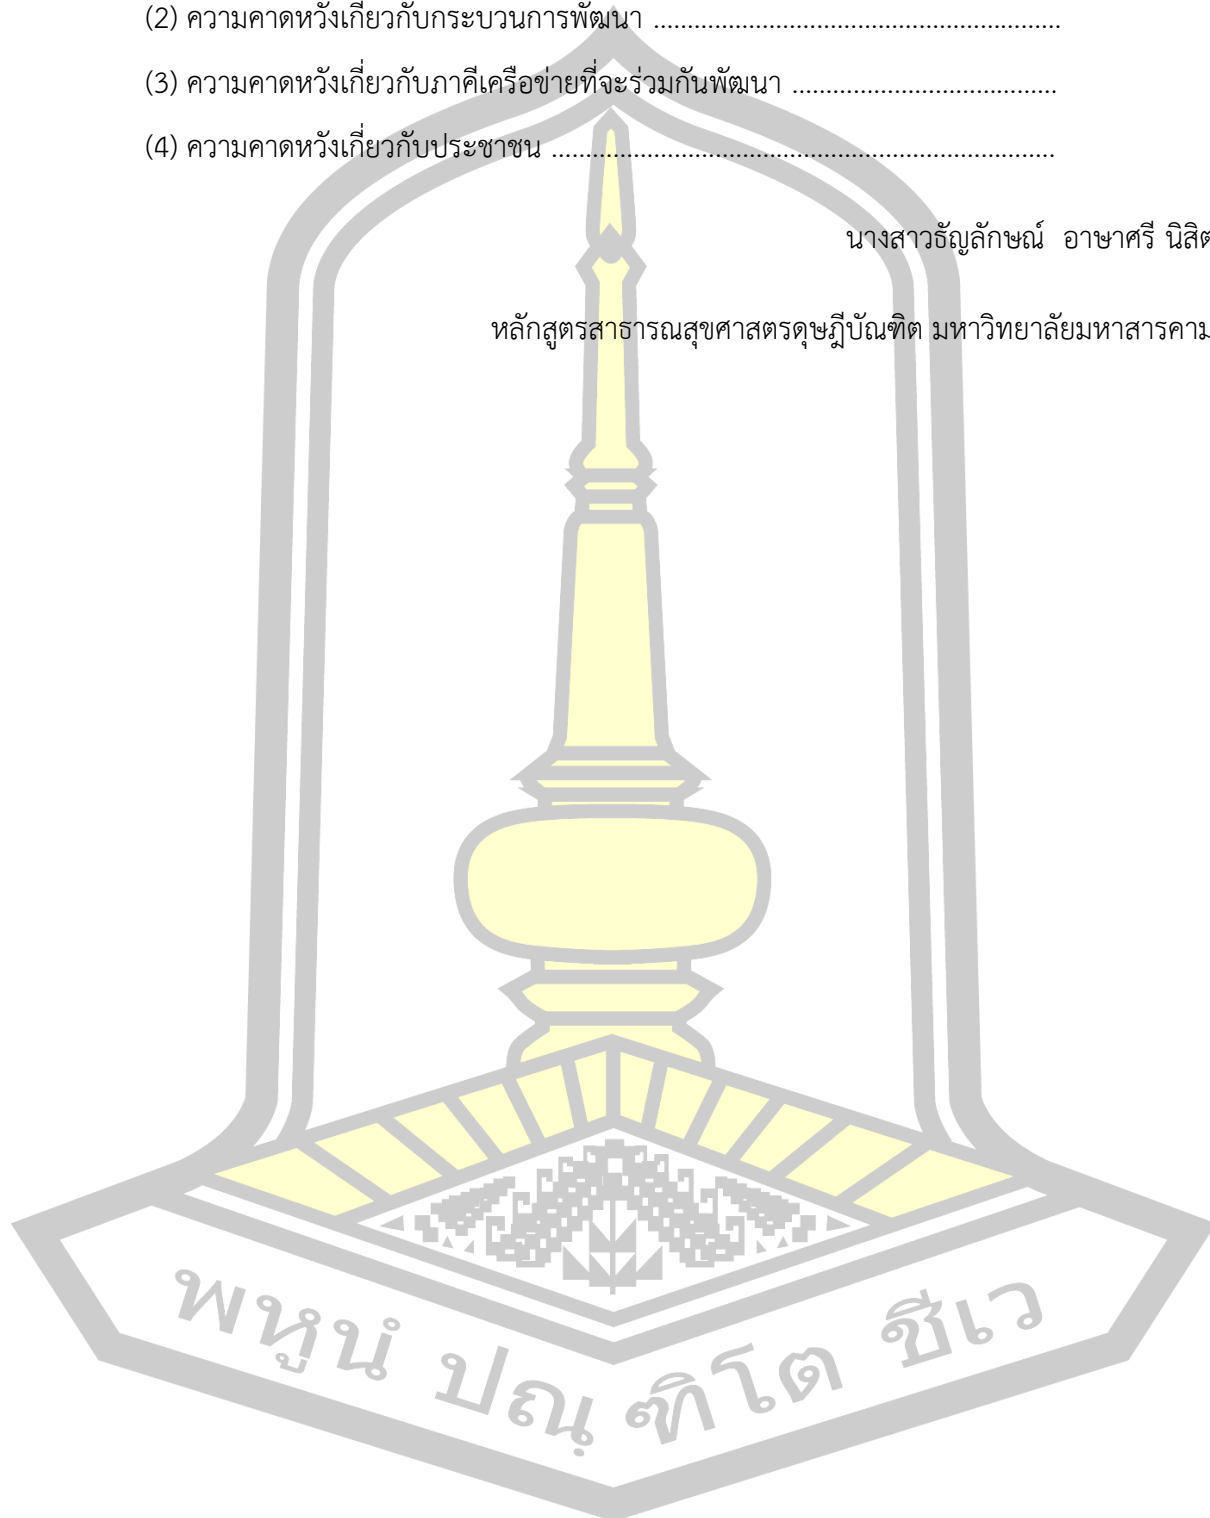 (2) ความคาดหวังเกี่ยวกับกระบวนการพัฒนา ............................................................
(3) ความคาดหวังเกี่ยวกับภาคีเครือข่ายที่จะร่วมกันพัฒนา .......................................
(4) ความคาดหวังเกี่ยวกับประชาชน ..........................................................................
นางสาวธัญลักษณ์ อาษาศรี นิสิต
หลักสูตรสาธารณสุขศาสตรดุษฎีบัณฑิต มหาวิทยาลัยมหาสารคาม
พหูนํ ปณฺฑิโต ชีเว